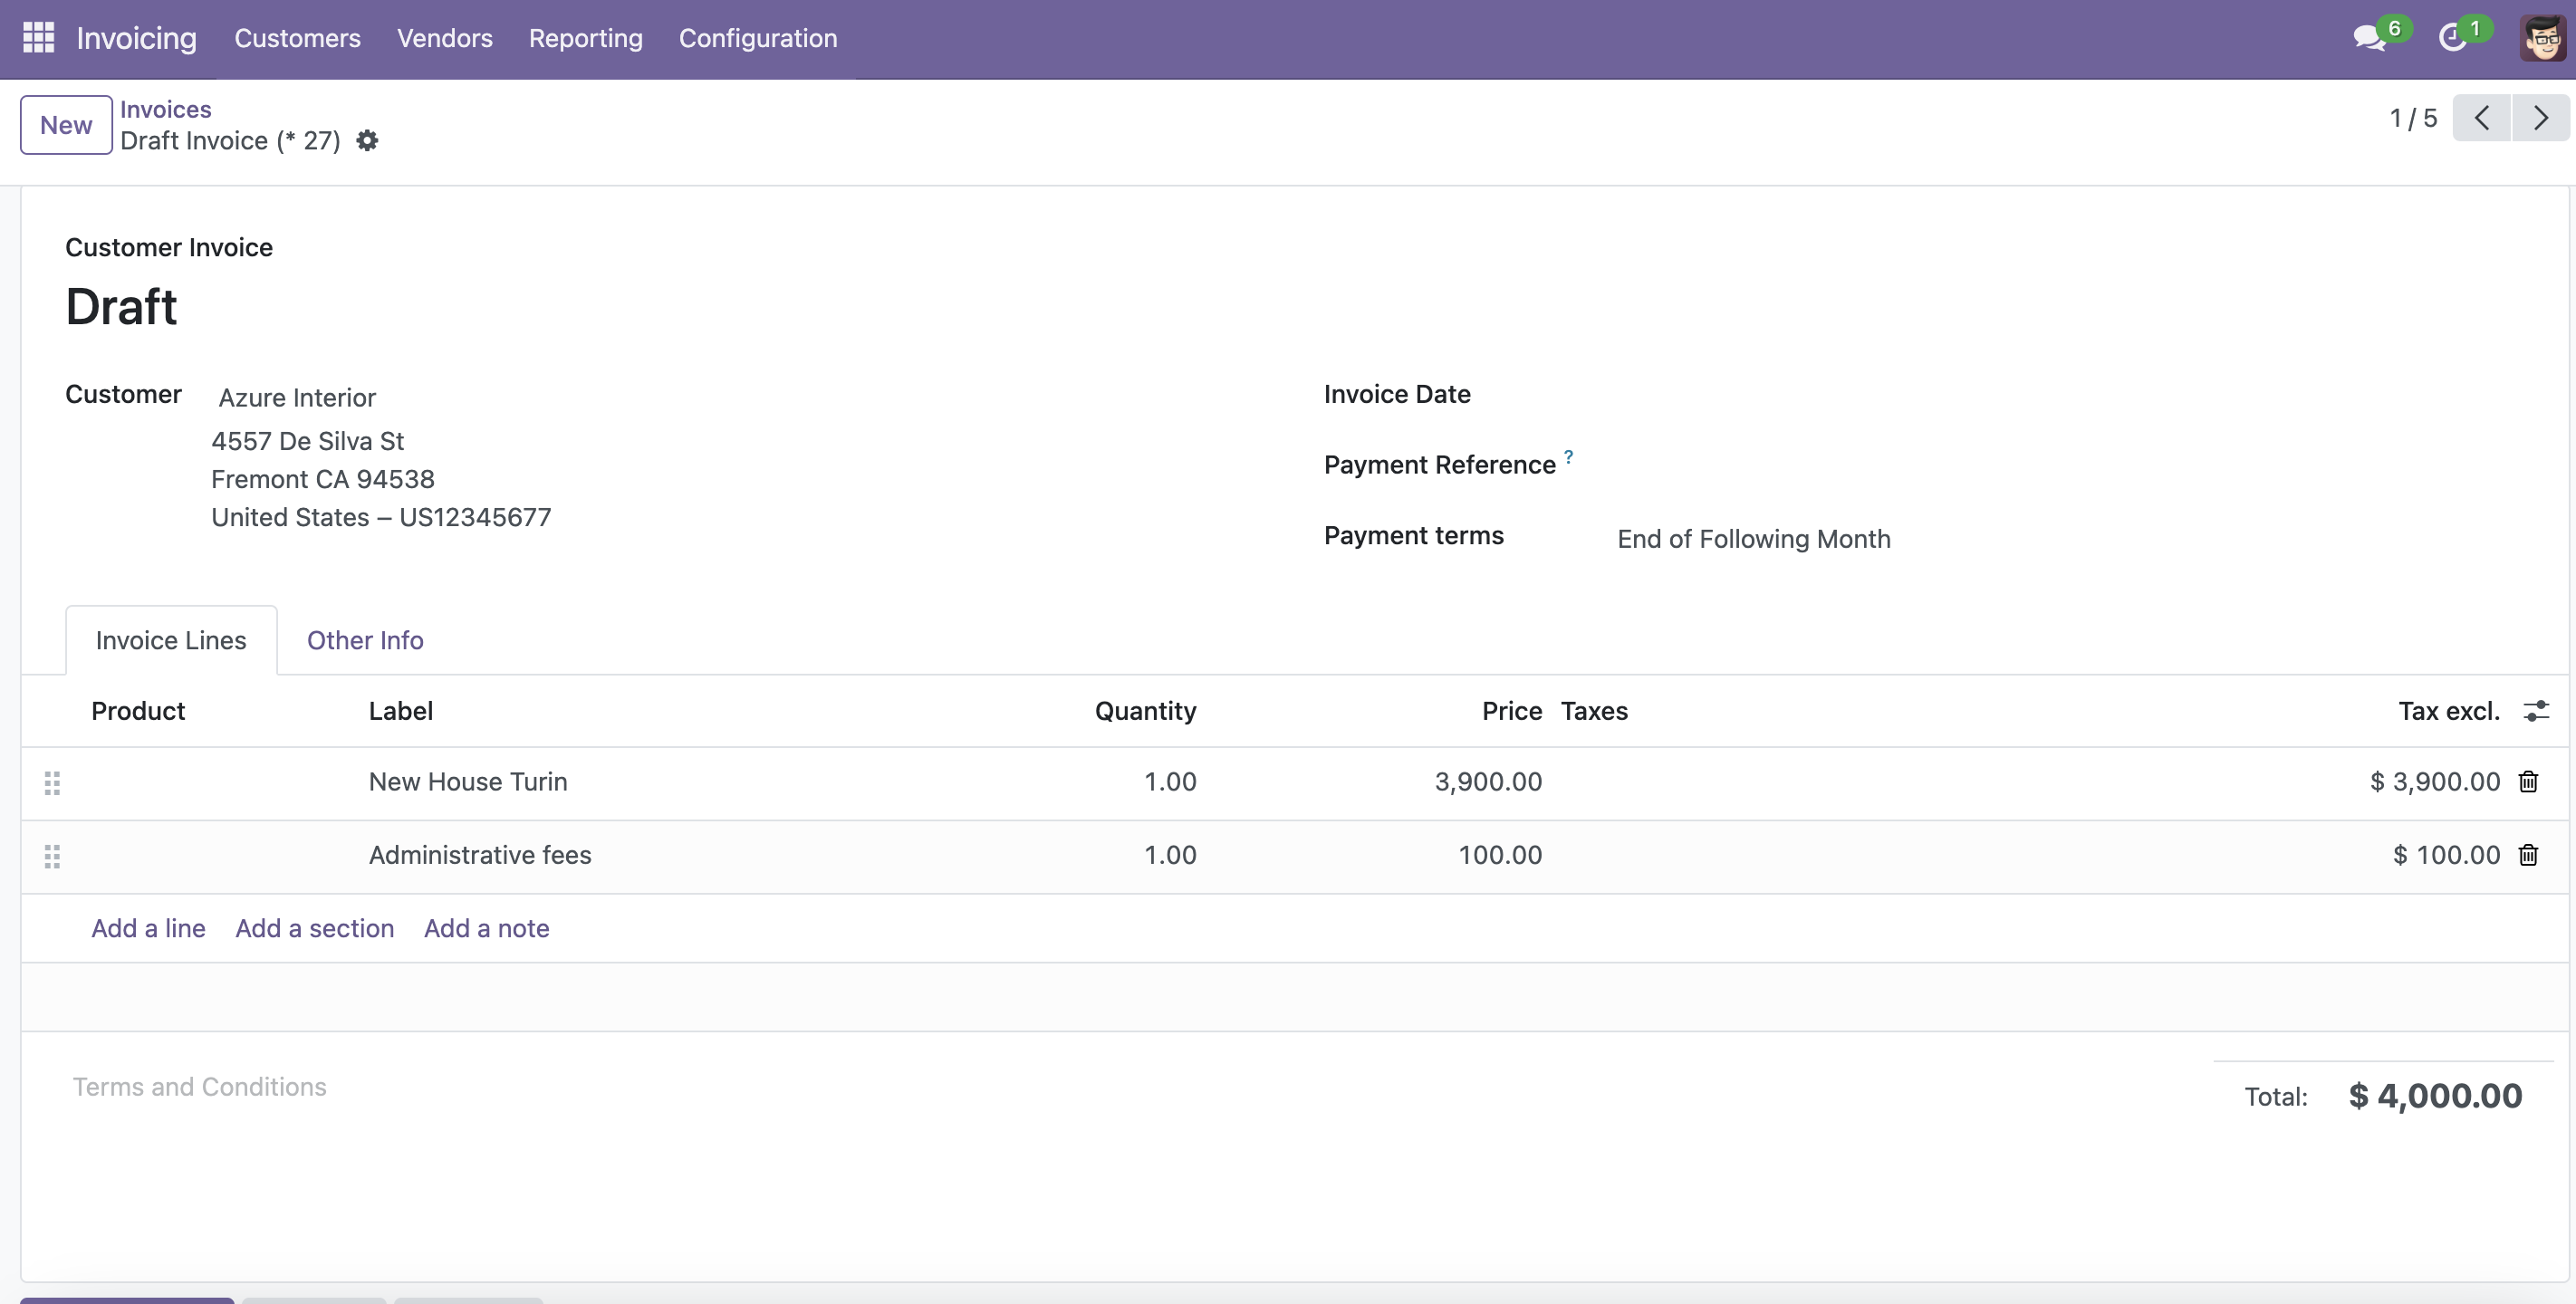 Invoicing Customers Vendors Reporting Configuration 6 1
New Invoices
Draft Invoice (* 27)
1 / 5
Customer Invoice
Draft
Customer Azure Interior
4557 De Silva St
Fremont CA 94538
United States – US12345677
Invoice Date
Payment Reference ?
Payment terms End of Following Month
Invoice Lines Other Info
Product Label Quantity Price Taxes Tax excl.
New House Turin 1.00 3,900.00 $ 3,900.00
Administrative fees 1.00 100.00 $ 100.00
Add a line Add a section Add a note
Terms and Conditions
Total: $ 4,000.00